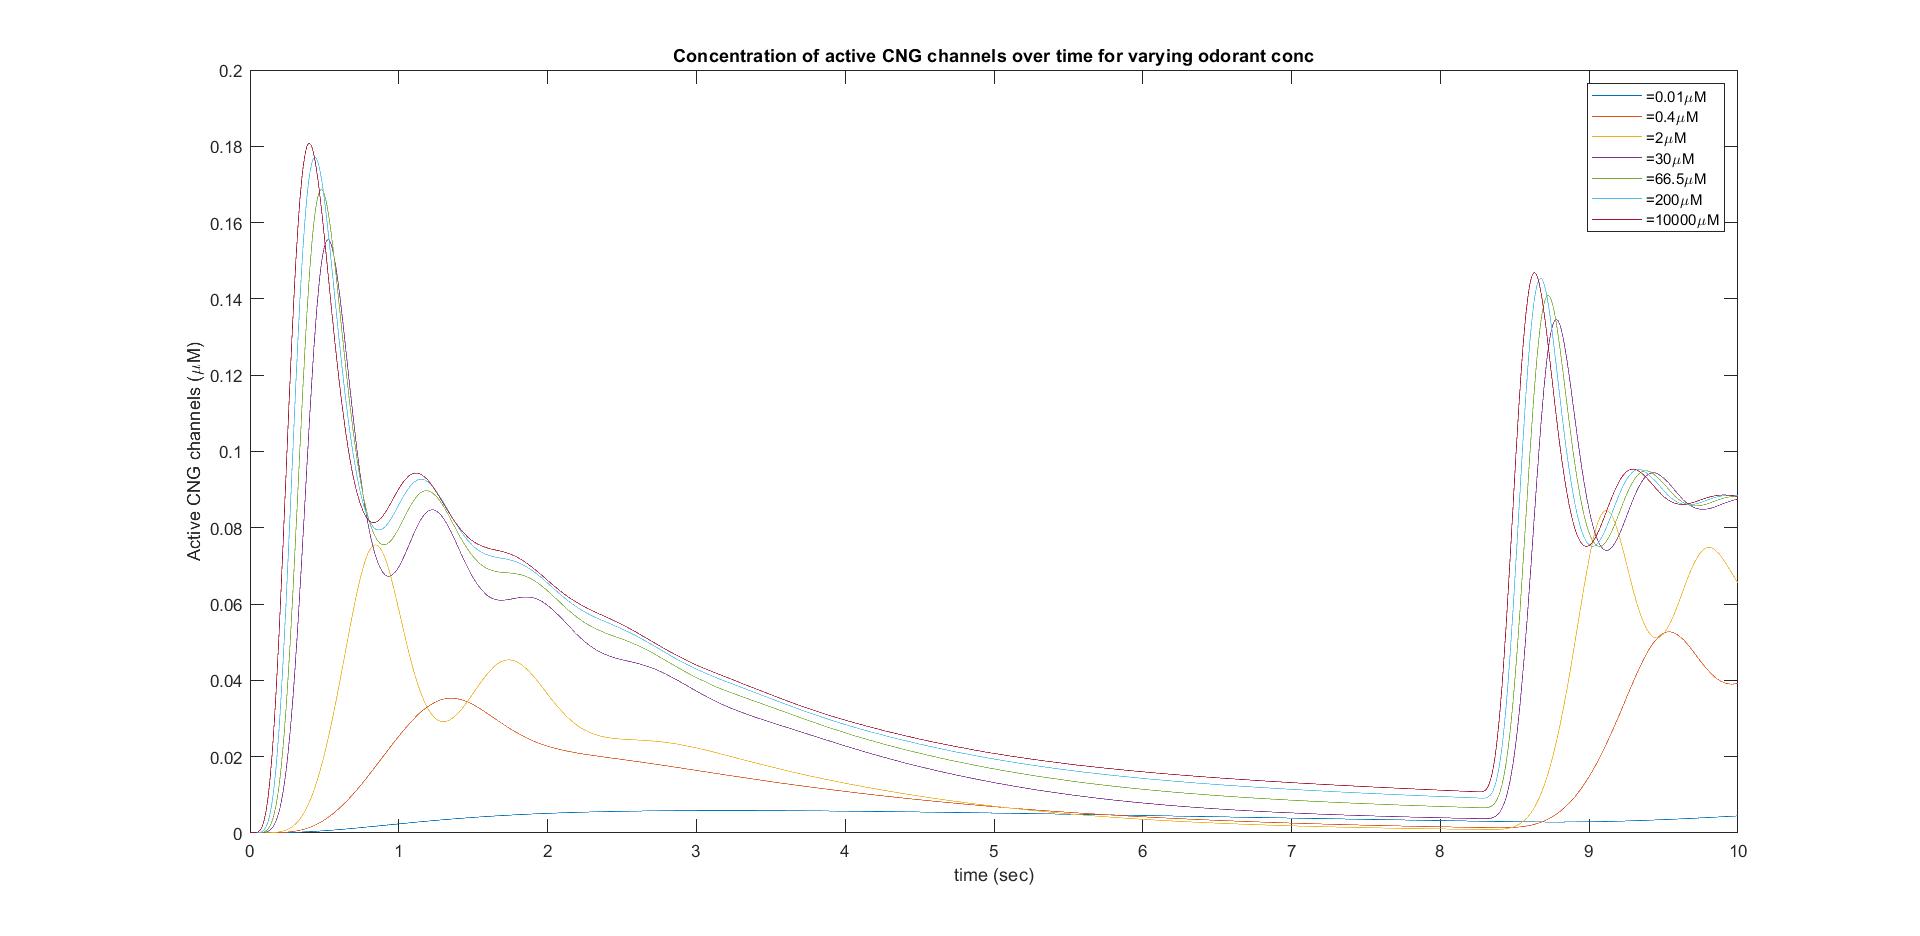 Concentration of active CNG channels over time for varying odorant conc
0.2
0.18
0.16
0.14
0.12
0.1
0.08
0.06
0.04
0.02
0
Active CNG channels (μM)
=0.01μM
=0.4μM
=2μM
=30μM
=66.5μM
=200μM
=10000μM
0 1 2 3 4 5 6 7 8 9 10
time (sec)